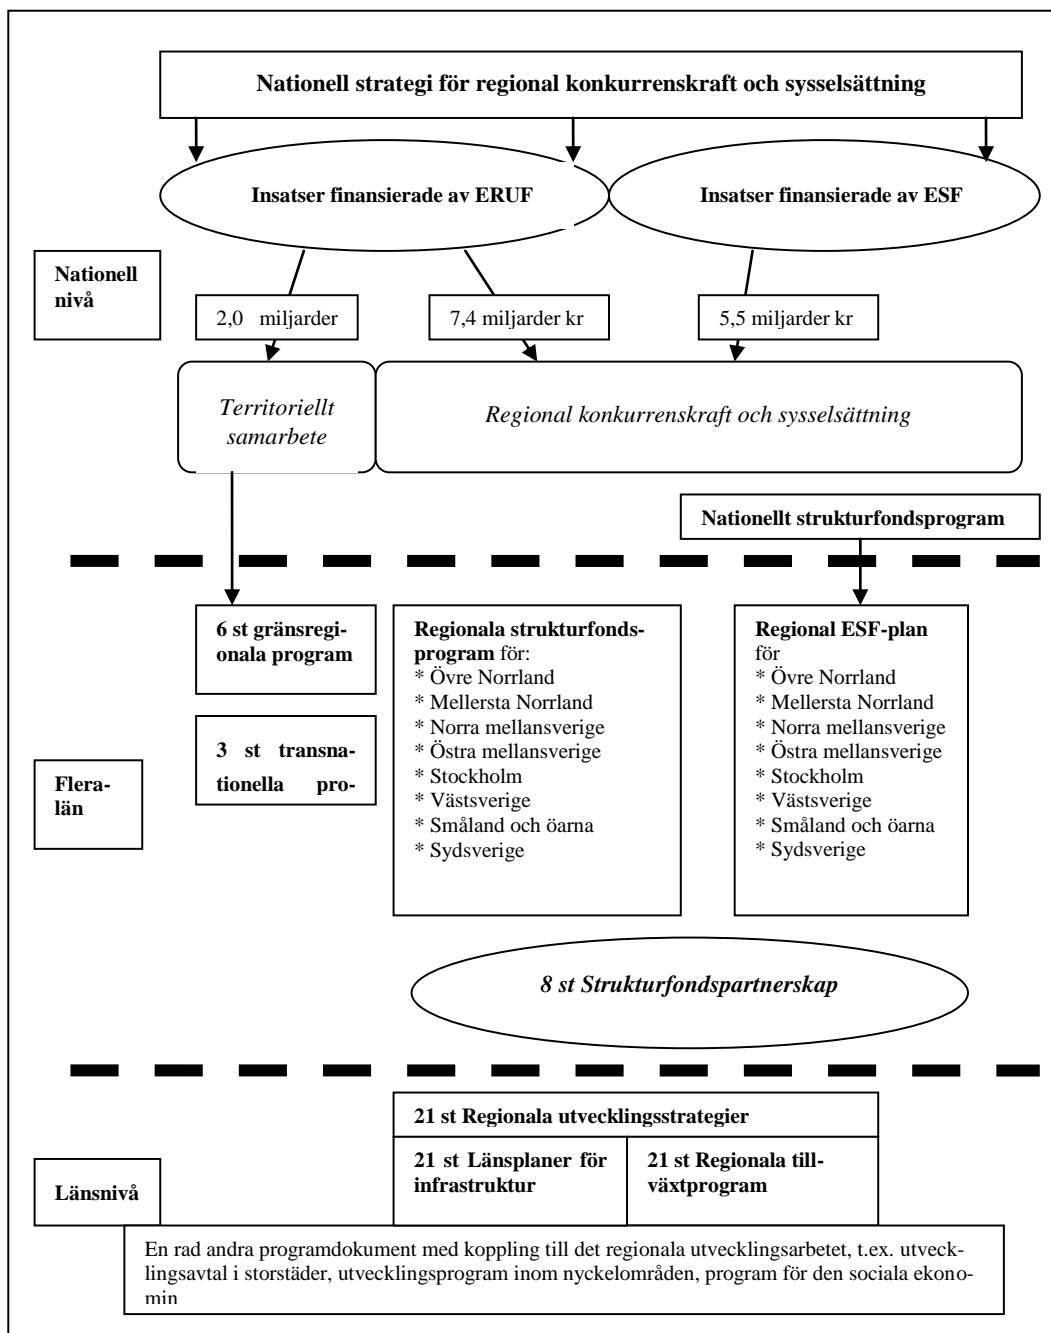 Nationell strategi för regional konkurrenskraft och sysselsättning
Insatser finansierade av ERUF
Insatser finansierade av ESF
Nationell
nivå
2,0 miljarder
7,4 miljarder kr
5,5 miljarder kr
Territoriellt
samarbete
Regional konkurrenskraft och sysselsättning
Nationellt strukturfondsprogram
6 st gränsregi-
onala program
3 st transna-
tionella pro-
Regionala strukturfonds-
program för:
* Övre Norrland
* Mellersta Norrland
* Norra mellansverige
* Östra mellansverige
* Stockholm
* Västsverige
* Småland och öarna
* Sydsverige
Regional ESF-plan
för
* Övre Norrland
* Mellersta Norrland
* Norra mellansverige
* Östra mellansverige
* Stockholm
* Västsverige
* Småland och öarna
* Sydsverige
Flera-
län
8 st Strukturfondspartnerskap
21 st Regionala utvecklingsstrategier
21 st Länsplaner för
infrastruktur
21 st Regionala till-
växtprogram
Länsnivå
En rad andra programdokument med koppling till det regionala utvecklingsarbetet, t.ex. utveck-
lingsavtal i storstäder, utvecklingsprogram inom nyckelområden, program för den sociala ekono-
min